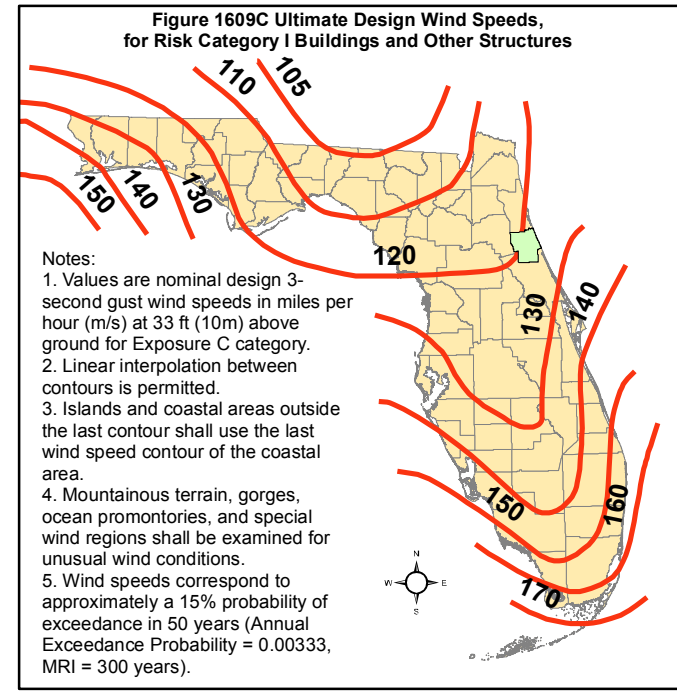 Figure 1609C Ultimate Design Wind Speeds,
for Risk Category I Buildings and Other Structures
105
110
150
140
130
120
130
140
150
160
170
Notes:
1. Values are nominal design 3-
second gust wind speeds in miles per
hour (m/s) at 33 ft (10m) above
ground for Exposure C category.
2. Linear interpolation between
contours is permitted.
3. Islands and coastal areas outside
the last contour shall use the last
wind speed contour of the coastal
area.
4. Mountainous terrain, gorges,
ocean promontories, and special
wind regions shall be examined for
unusual wind conditions.
5. Wind speeds correspond to
approximately a 15% probability of
exceedance in 50 years (Annual
Exceedance Probability = 0.00333,
MRI = 300 years).
N
W E
S